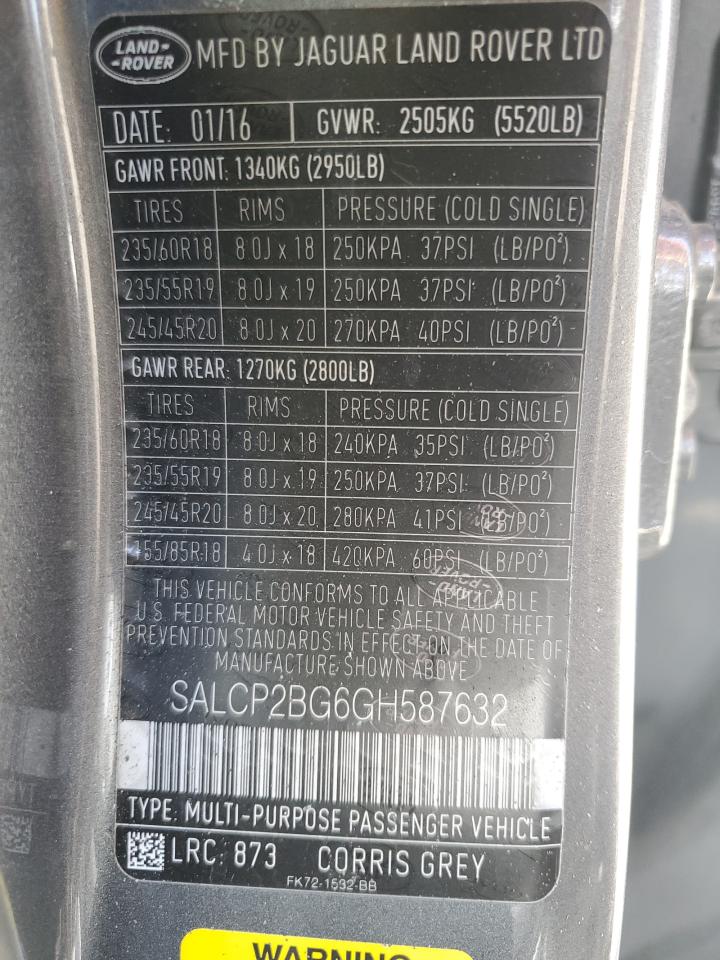 LAND-
-ROVER
MFD BY JAGUAR LAND ROVER LTD
DATE: 01/16 GVWR: 2505KG (5520LB)
GAWR FRONT: 1340KG (2950LB)
TIRES RIMS PRESSURE (COLD SINGLE)
235/60R18 8.0J x 18 250KPA 37PSI (LB/PO²)
235/55R19 8.0J x 19 250KPA 37PSI (LB/PO²)
245/45R20 8.0J x 20 270KPA 40PSI (LB/PO²)
GAWR REAR: 1270KG (2800LB)
TIRES RIMS PRESSURE (COLD SINGLE)
235/60R18 8.0J x 18 240KPA 35PSI (LB/PO²)
235/55R19 8.0J x 19 250KPA 37PSI (LB/PO²)
245/45R20 8.0J x 20 280KPA 41PSI (LB/PO²)
155/85R18 4.0J x 18 420KPA 60PSI (LB/PO²)
THIS VEHICLE CONFORMS TO ALL APPLICABLE
U.S. FEDERAL MOTOR VEHICLE SAFETY AND THEFT
PREVENTION STANDARDS IN EFFECT ON THE DATE OF
MANUFACTURE SHOWN ABOVE
SALCP2BG6GH587632
TYPE: MULTI-PURPOSE PASSENGER VEHICLE
LRC: 873 CORRIS GREY
FK72-1532-BB
WARNING